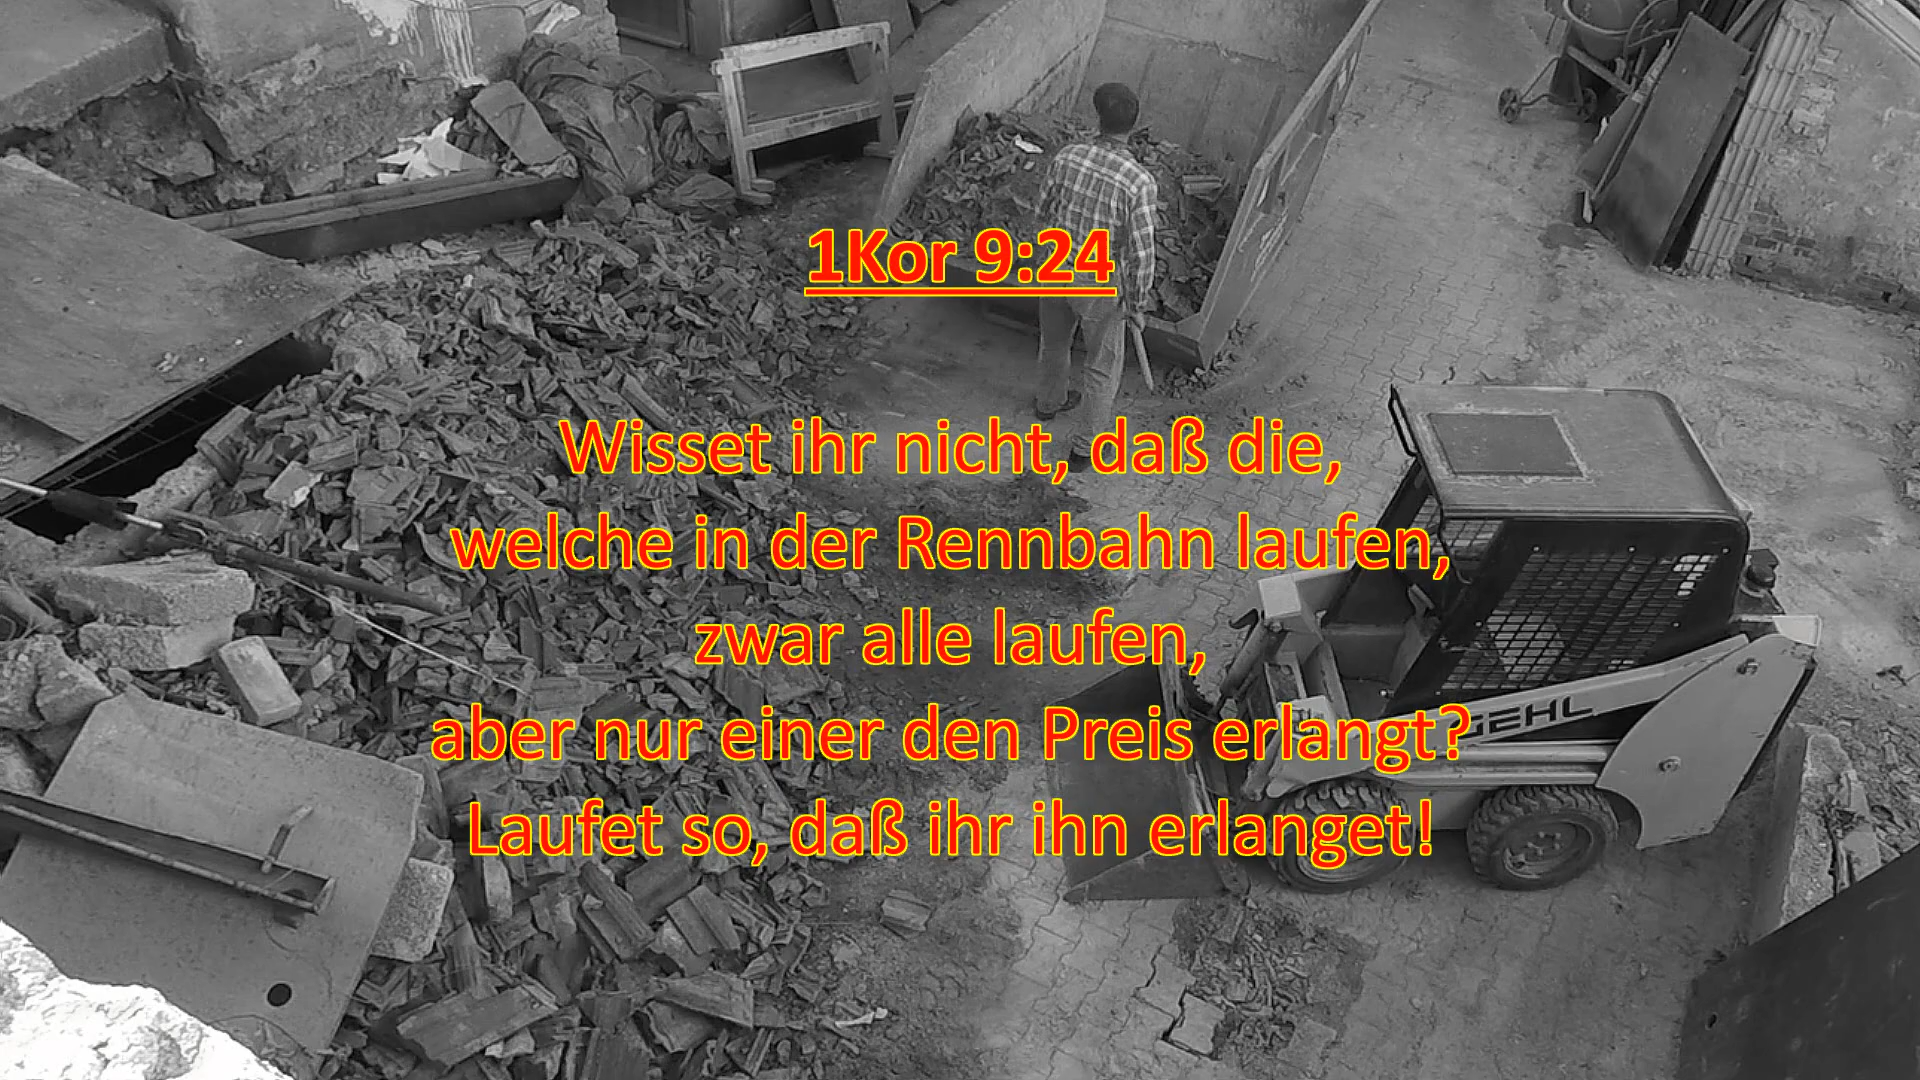 1Kor 9:24
Wisset ihr nicht, daß die,
welche in der Rennbahn laufen,
zwar alle laufen,
aber nur einer den Preis erlangt?
Laufet so, daß ihr ihn erlanget!
GEHL